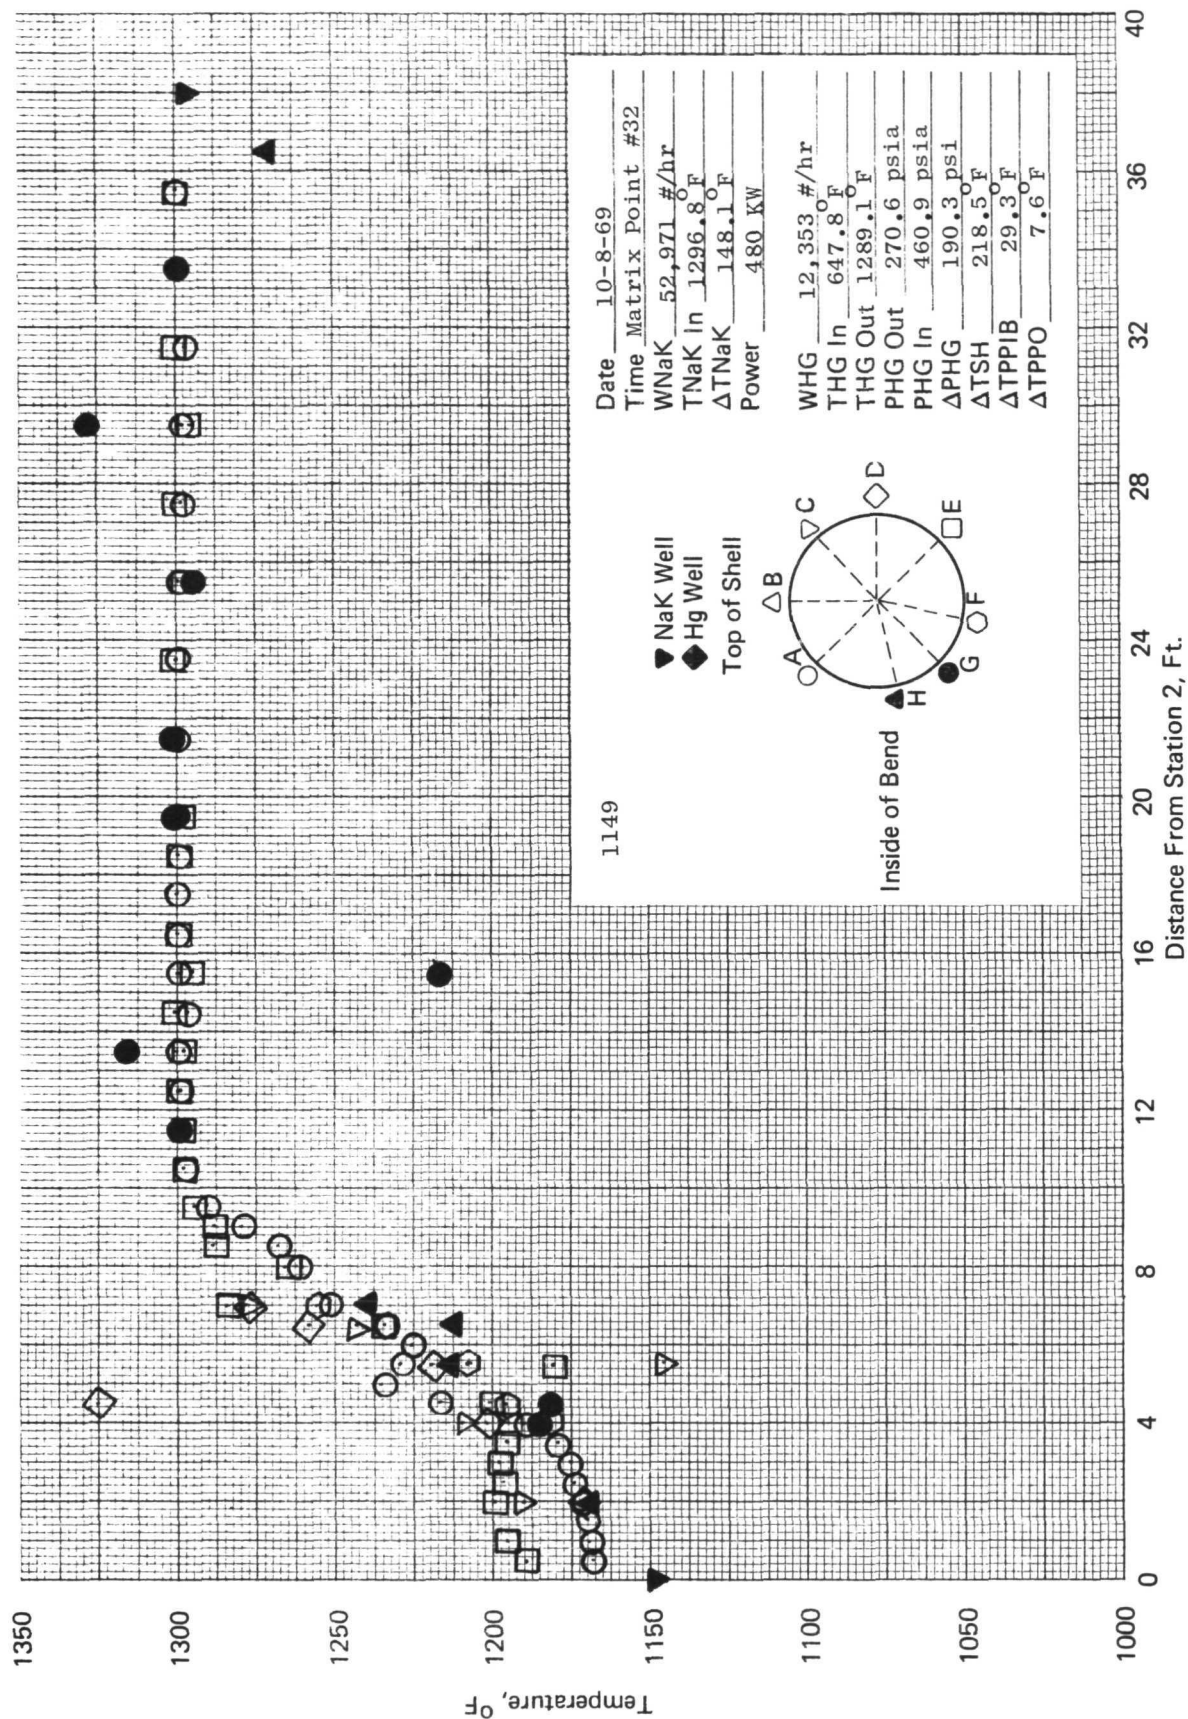 Temperature, °F
1350
1300
1250
1200
1150
1100
1050
1000
0
4
8
12
16
20
24
28
32
36
40
Distance From Station 2, Ft.
1149
NaK Well
Hg Well
Top of Shell
Inside of Bend
A
B
C
D
E
F
G
H
Date 10-8-69
Time Matrix Point #32
WNaK 52,971 #/hr
TNaK In 1296.8°F
ΔTNaK 148.1°F
Power 480 KW
WHG 12,353 #/hr
THG In 647.8°F
THG Out 1289.1°F
PHG Out 270.6 psia
PHG In 460.9 psia
ΔPHG 190.3 psi
ΔTSH 218.5°F
ΔTPPIB 29.3°F
ΔTPPO 7.6°F